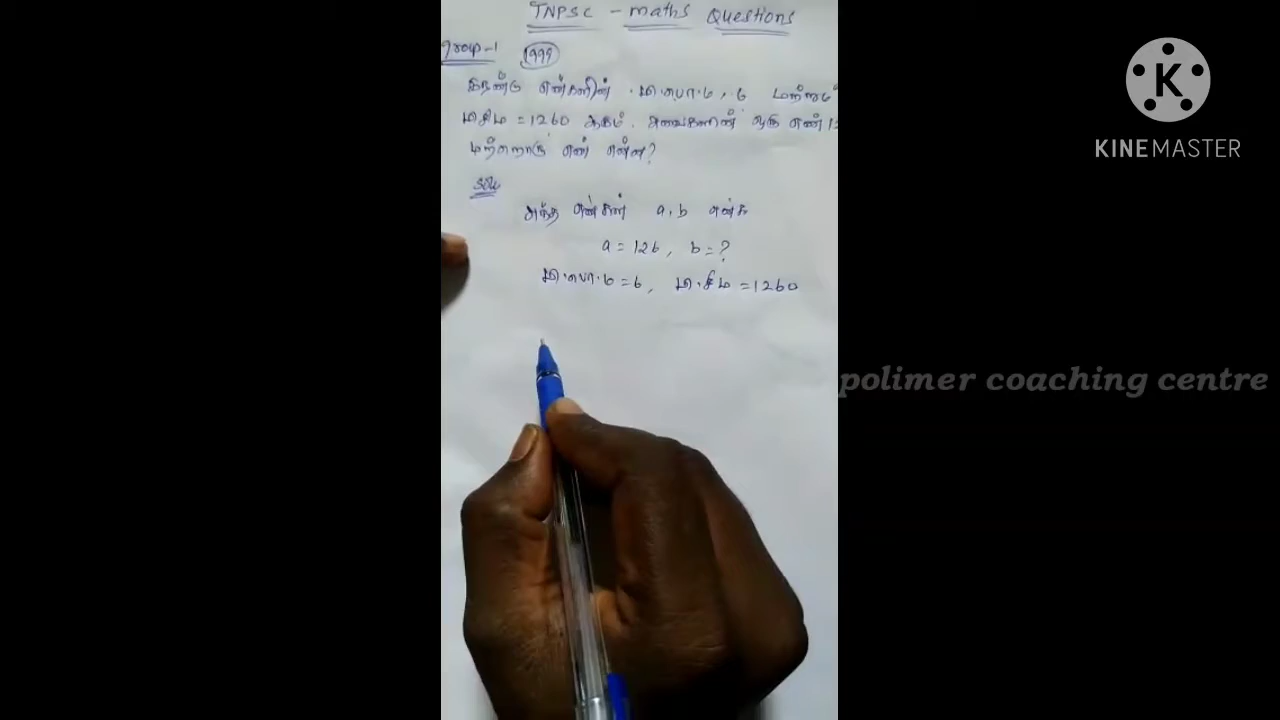 TNPSC - maths Questions
Group-1 1999
இரண்டு எண்களின் மீ.பொ.ம, 6 மற்றும்
மீ.சி.ம = 1260 ஆகும். அவைகளின் ஒரு எண்
மற்றொரு எண் என்ன?
Solu
அந்த எண்கள் a, b என்க
a = 126, b = ?
மீ.பொ.ம = 6, மீ.சி.ம = 1260
K
KINEMASTER
polimer coaching centre